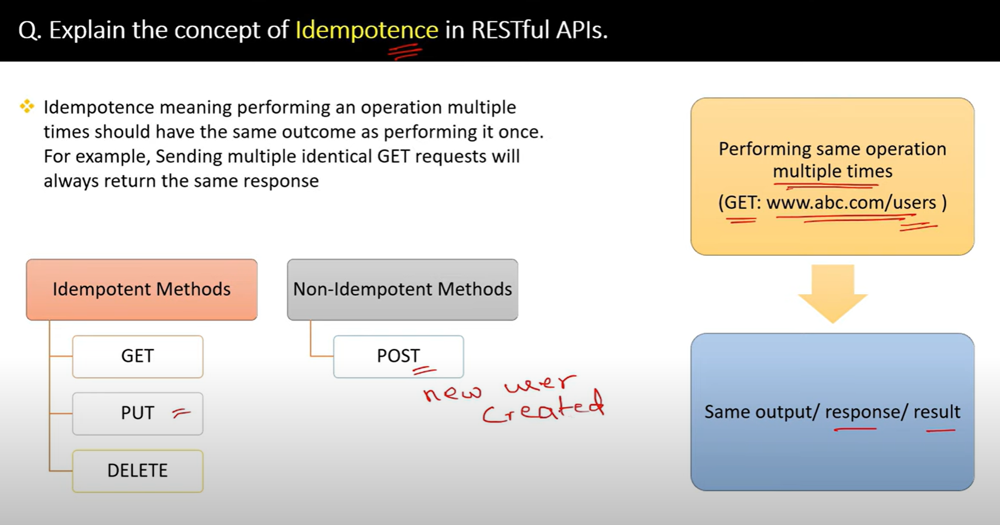 Q. Explain the concept of Idempotence in RESTful APIs.
Idempotence meaning performing an operation multiple
times should have the same outcome as performing it once.
For example, Sending multiple identical GET requests will
always return the same response
Performing same operation
multiple times
(GET: www.abc.com/users )
Idempotent Methods
GET
PUT
DELETE
Non-Idempotent Methods
POST
new user
created
Same output/ response/ result